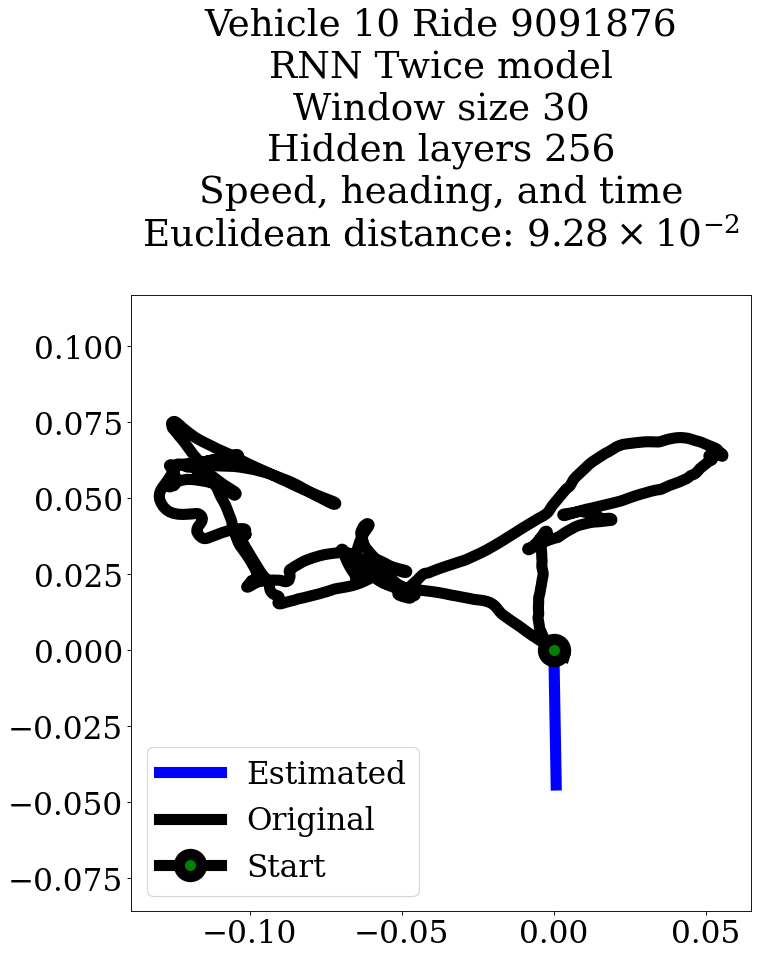 Vehicle 10 Ride 9091876
RNN Twice model
Window size 30
Hidden layers 256
Speed, heading, and time
Euclidean distance: 9.28 × 10⁻²
0.100
0.075
0.050
0.025
0.000
−0.025
−0.050
−0.075
Estimated
Original
Start
−0.10
−0.05
0.00
0.05